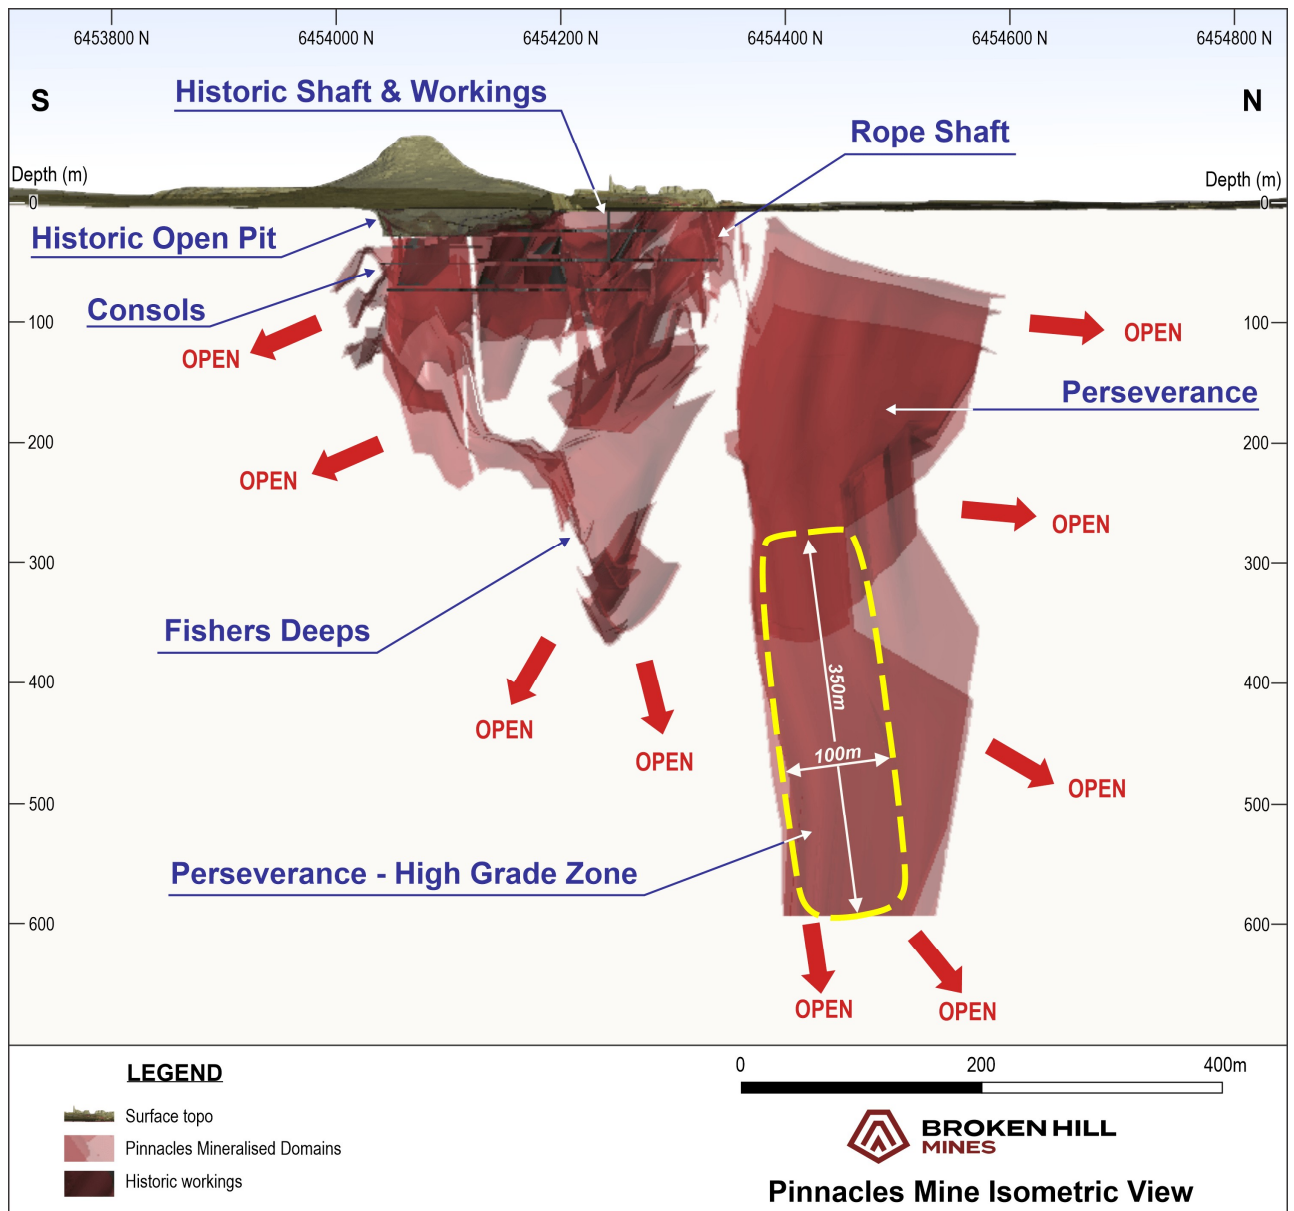 6453800 N
6454000 N
6454200 N
6454400 N
6454600 N
6454800 N
S
Historic Shaft & Workings
N
Rope Shaft
Depth (m)
Depth (m)
0
0
Historic Open Pit
Consols
100
100
OPEN
OPEN
OPEN
Perseverance
200
200
OPEN
OPEN
300
300
Fishers Deeps
400
400
350m
OPEN
OPEN
100m
OPEN
500
500
Perseverance - High Grade Zone
600
600
OPEN
OPEN
LEGEND
Surface topo
Pinnacles Mineralised Domains
Historic workings
0
200
400m
BROKEN HILL
MINES
Pinnacles Mine Isometric View